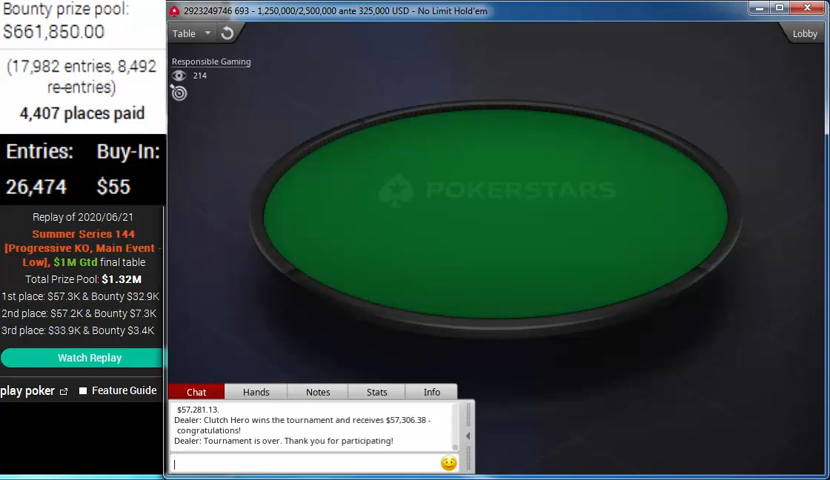 Bounty prize pool:
$661,850.00
(17,982 entries, 8,492
re-entries)
4,407 places paid
Entries: Buy-In:
26,474 $55
Replay of 2020/06/21
Summer Series 144
[Progressive KO, Main Event -
Low], $1M Gtd final table
Total Prize Pool: $1.32M
1st place: $57.3K & Bounty $32.9K
2nd place: $57.2K & Bounty $7.3K
3rd place: $33.9K & Bounty $3.4K
Watch Replay
play poker Feature Guide
2923249746 693 - 1,250,000/2,500,000 ante 325,000 USD - No Limit Hold'em
Table Lobby
Responsible Gaming
214
POKERSTARS
Chat Hands Notes Stats Info
$57,281.13.
Dealer: Clutch Hero wins the tournament and receives $57,306.38 -
congratulations!
Dealer: Tournament is over. Thank you for participating!